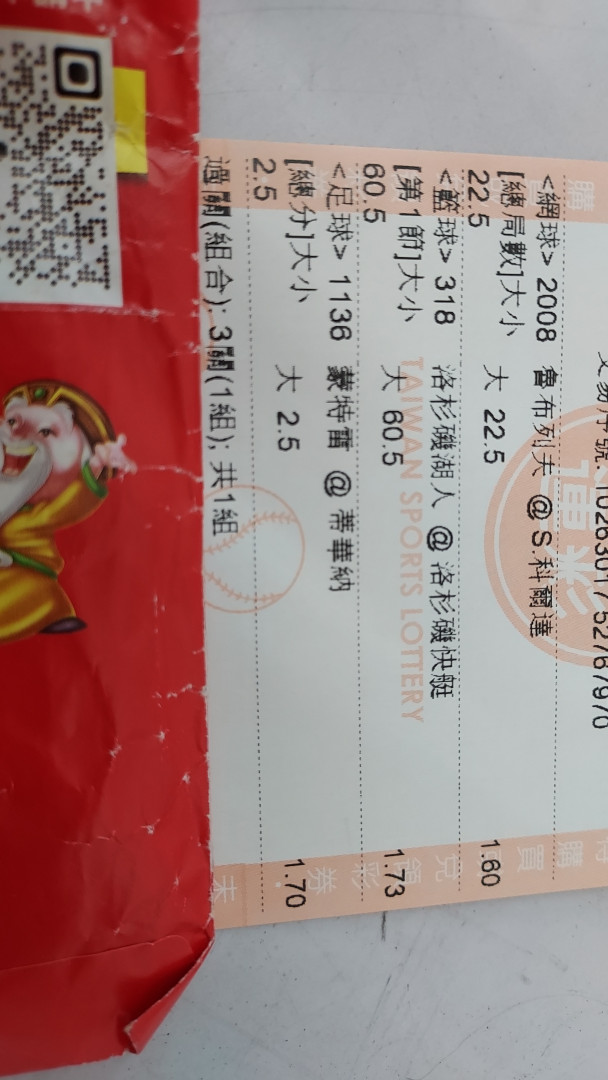 <網球> 2008 魯布列夫 @ S.科爾達
[總局數]大小 大 22.5 1.60
22.5
<籃球> 318 洛杉磯湖人 @ 洛杉磯快艇
[第1節]大小 大 60.5 1.73
60.5
<足球> 1136 蒙特雷 @ 蒂華納
[總分]大小 大 2.5 1.70
2.5
過關(組合): 3關(1組); 共1組
TAIWAN SPORTS LOTTERY